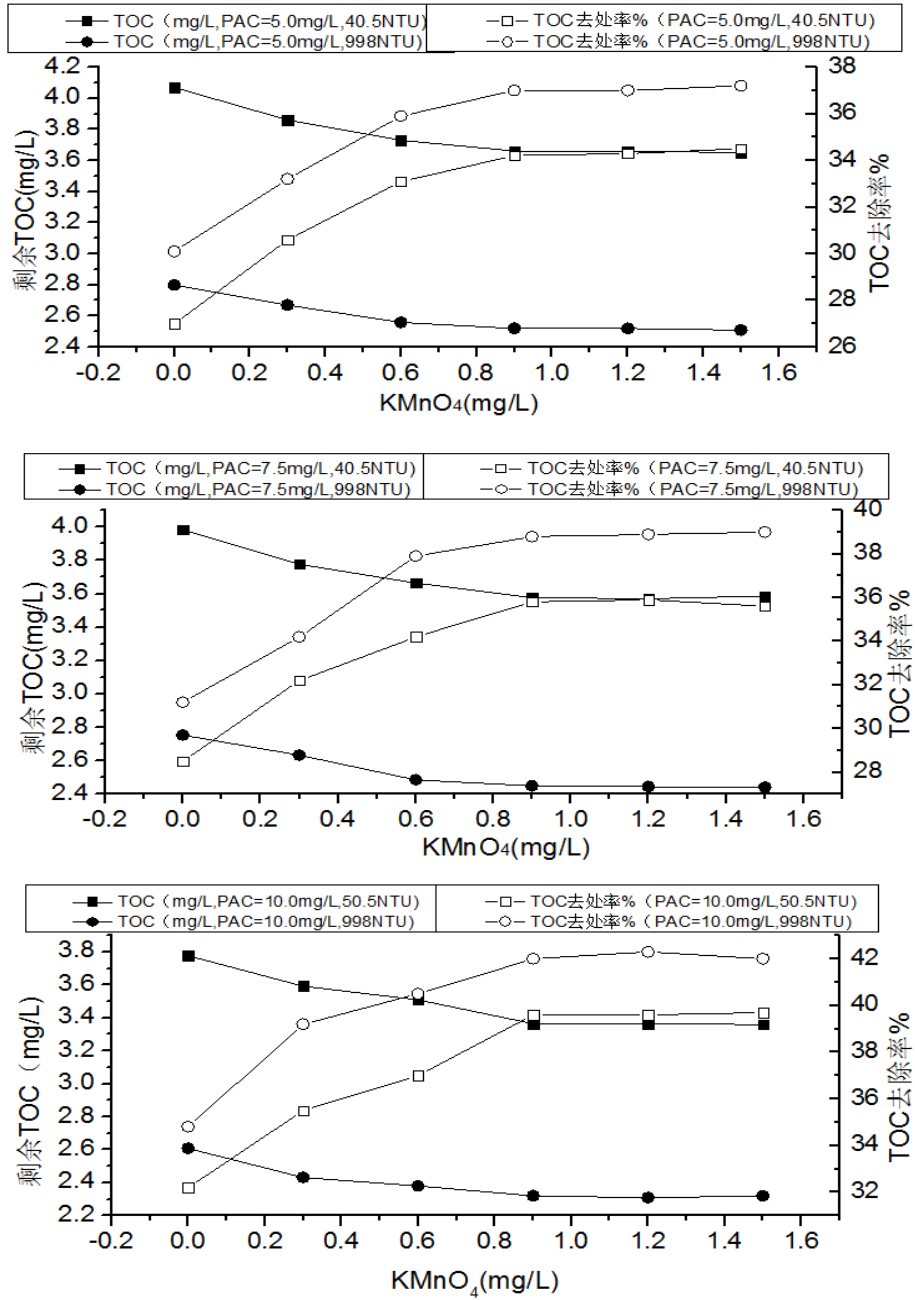 TOC（mg/L,PAC=5.0mg/L,40.5NTU)
TOC（mg/L,PAC=5.0mg/L,998NTU)
TOC去处率%（PAC=5.0mg/L,40.5NTU)
TOC去处率%（PAC=5.0mg/L,998NTU)
4.2
4.0
3.8
3.6
3.4
3.2
3.0
2.8
2.6
2.4
剩余TOC(mg/L)
38
36
34
32
30
28
26
TOC去除率%
-0.2 0.0 0.2 0.4 0.6 0.8 1.0 1.2 1.4 1.6
KMnO₄(mg/L)
TOC（mg/L,PAC=7.5mg/L,40.5NTU)
TOC（mg/L,PAC=7.5mg/L,998NTU)
TOC去处率%（PAC=7.5mg/L,40.5NTU)
TOC去处率%（PAC=7.5mg/L,998NTU)
4.0
3.8
3.6
3.4
3.2
3.0
2.8
2.6
2.4
剩余TOC(mg/L)
40
38
36
34
32
30
28
TOC去除率%
-0.2 0.0 0.2 0.4 0.6 0.8 1.0 1.2 1.4 1.6
KMnO₄(mg/L)
TOC（mg/L,PAC=10.0mg/L,50.5NTU)
TOC（mg/L,PAC=10.0mg/L,998NTU)
TOC去处率%（PAC=10.0mg/L,50.5NTU)
TOC去处率%（PAC=10.0mg/L,998NTU)
3.8
3.6
3.4
3.2
3.0
2.8
2.6
2.4
2.2
剩余TOC（mg/L)
42
40
38
36
34
32
TOC去除率%
-0.2 0.0 0.2 0.4 0.6 0.8 1.0 1.2 1.4 1.6
KMnO₄(mg/L)